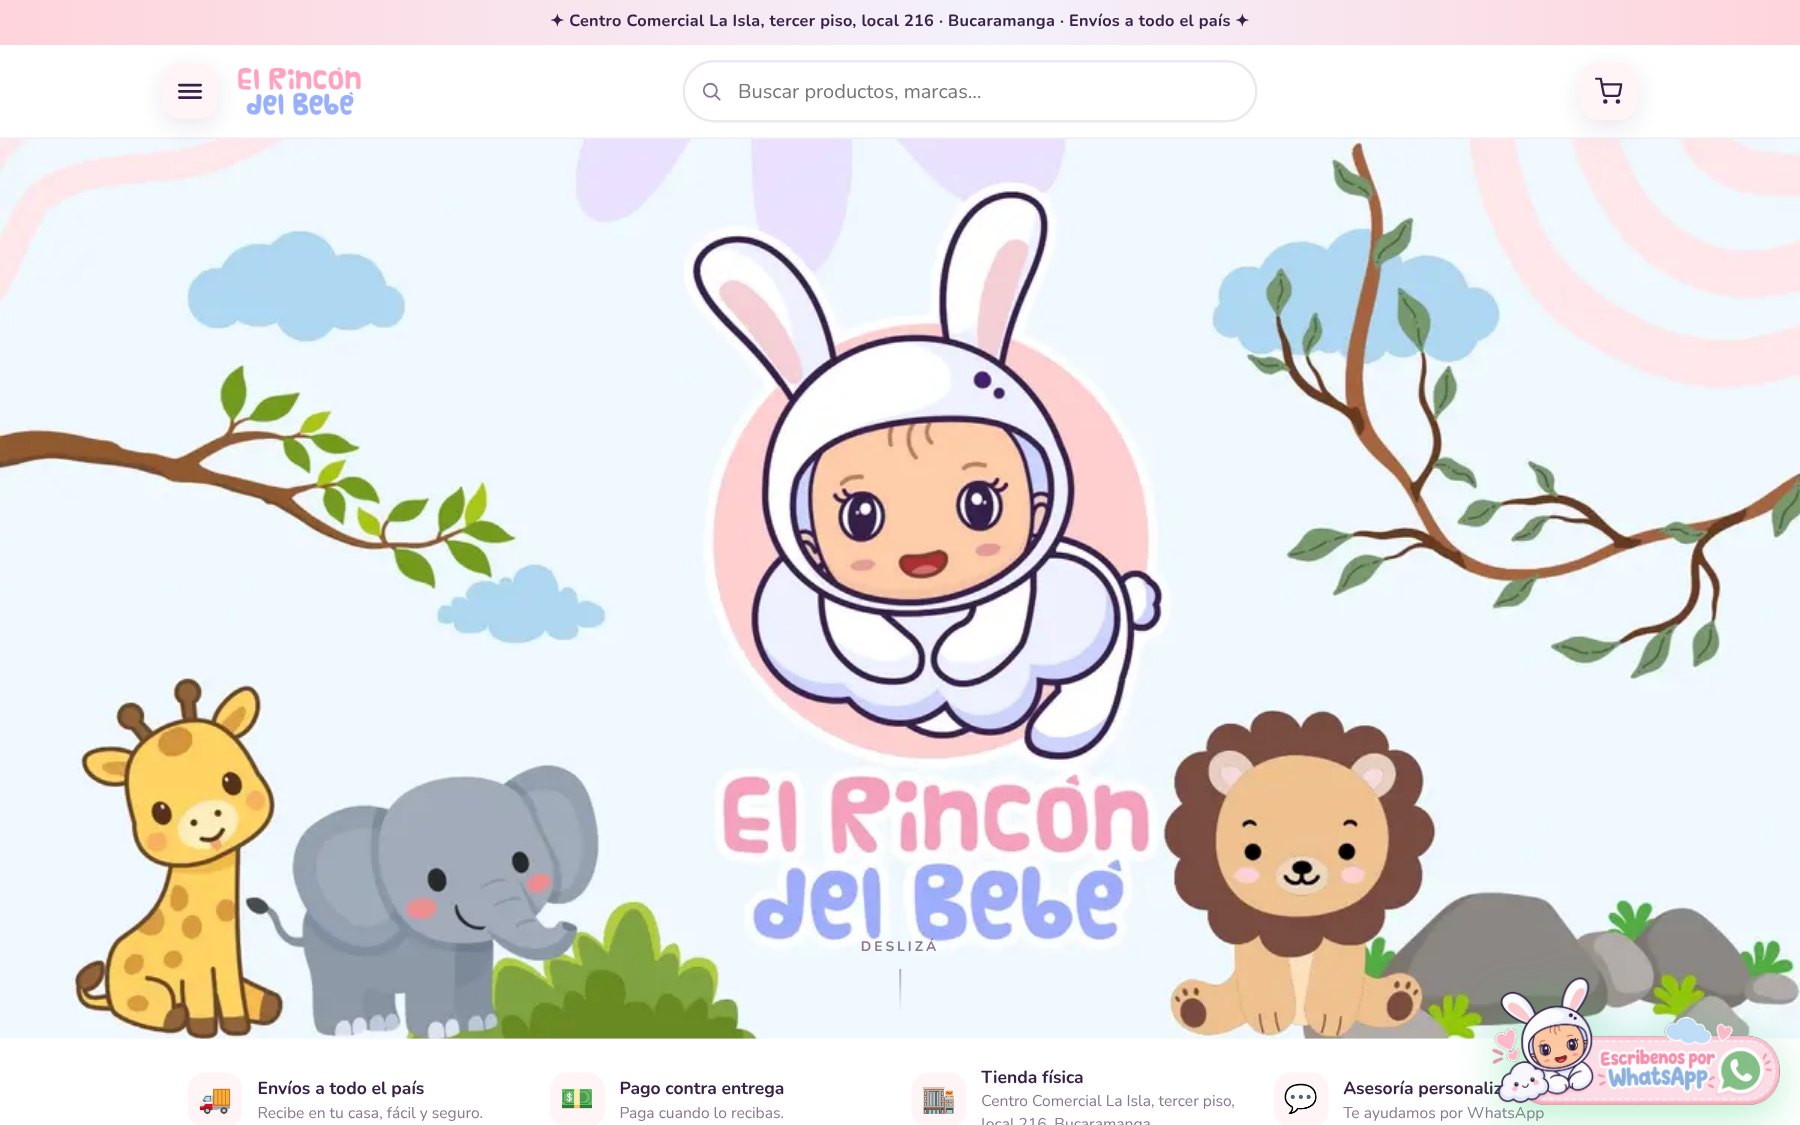 ✦ Centro Comercial La Isla, tercer piso, local 216 · Bucaramanga · Envíos a todo el país ✦
El Rincón
del Bebé
Buscar productos, marcas...
El Rincón
del Bebé
DESLIZÁ
Envíos a todo el país
Recibe en tu casa, fácil y seguro.
Pago contra entrega
Paga cuando lo recibas.
Tienda física
Centro Comercial La Isla, tercer piso,
local 216, Bucaramanga
Asesoría personaliz
Te ayudamos por WhatsApp
Escríbenos por
WhatsApp